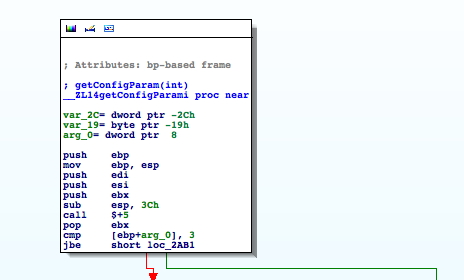 ; Attributes: bp-based frame
; getConfigParam(int)
__ZL14getConfigParami proc near
var_2C= dword ptr -2Ch
var_19= byte ptr -19h
arg_0= dword ptr  8
push    ebp
mov     ebp, esp
push    edi
push    esi
push    ebx
sub     esp, 3Ch
call    $+5
pop     ebx
cmp     [ebp+arg_0], 3
jbe     short loc_2AB1